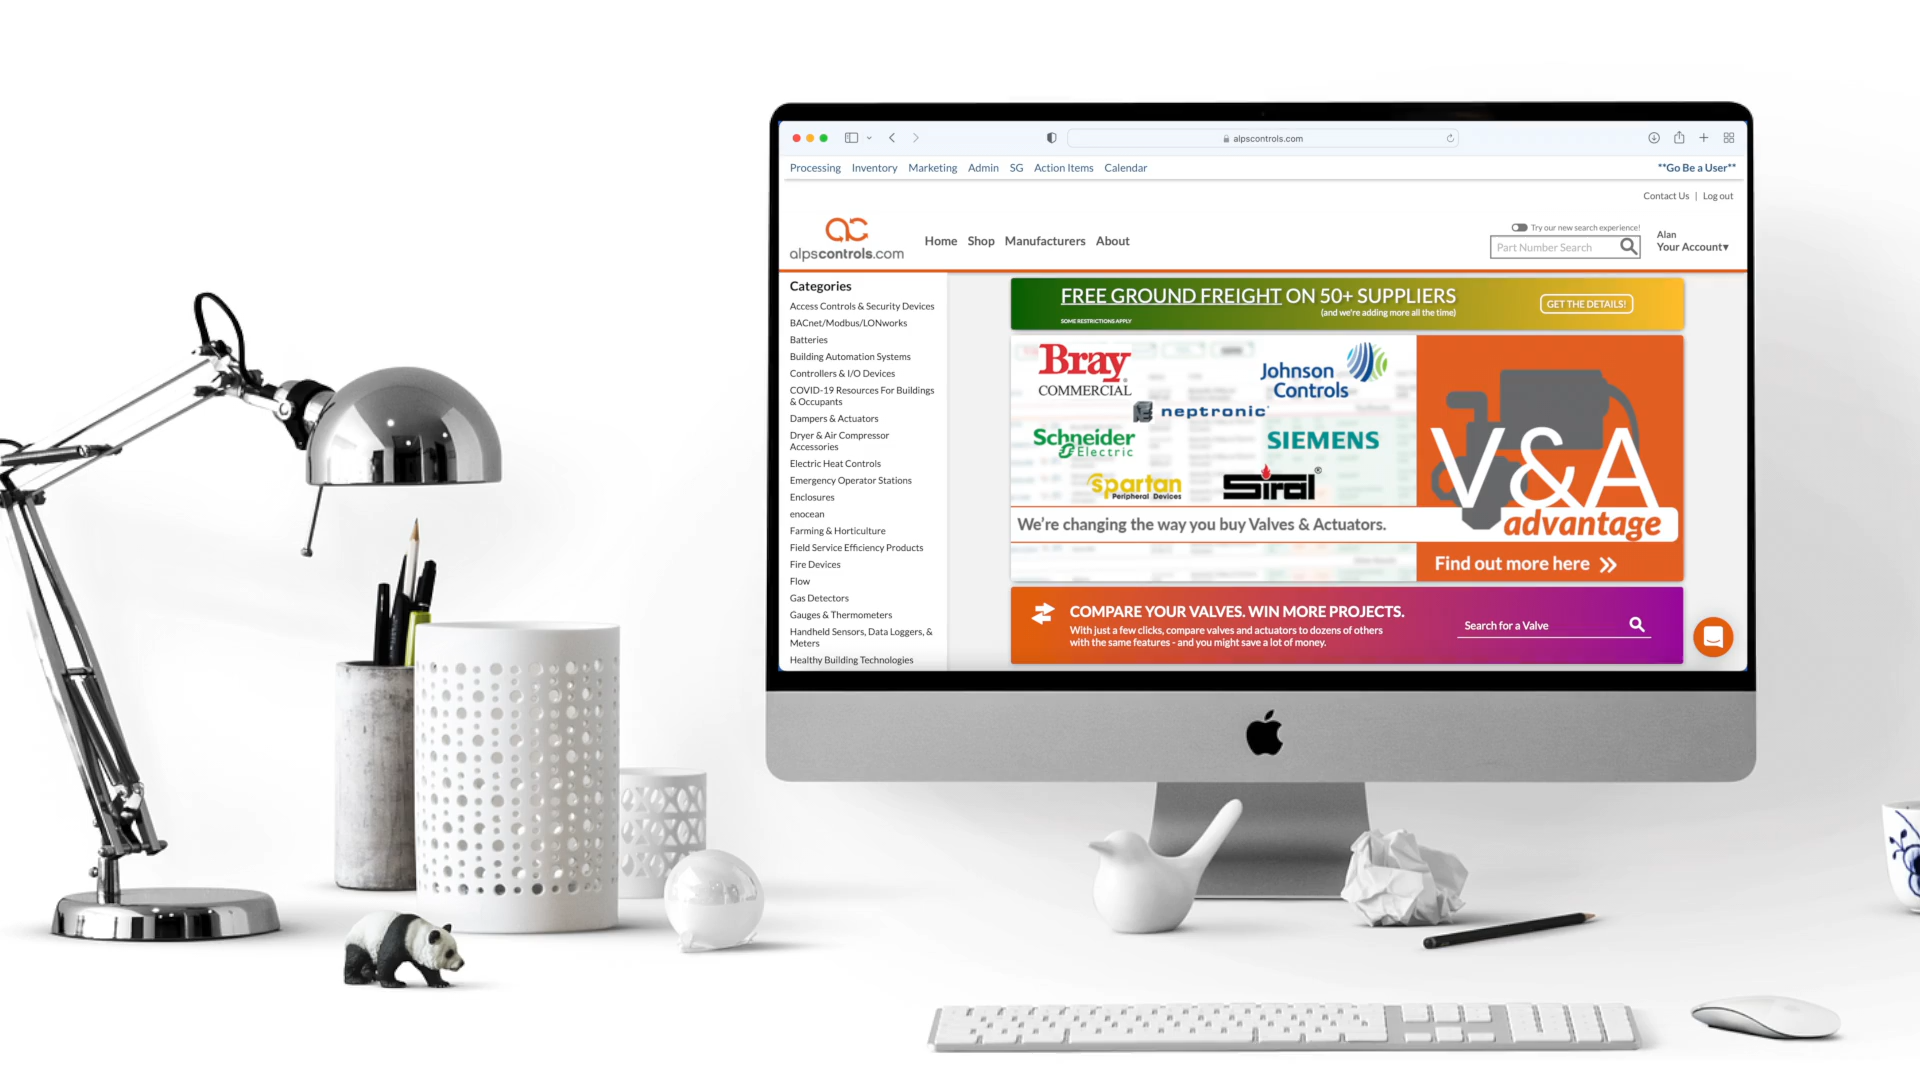 alpscontrols.com
Processing Inventory Marketing Admin SG Action Items Calendar
**Go Be a User**
Contact Us | Log out
alpscontrols.com
Home Shop Manufacturers About
Try our new search experience!
Part Number Search
Alan
Your Account▾
Categories
Access Controls & Security Devices
BACnet/Modbus/LONworks
Batteries
Building Automation Systems
Controllers & I/O Devices
COVID-19 Resources For Buildings
& Occupants
Dampers & Actuators
Dryer & Air Compressor
Accessories
Electric Heat Controls
Emergency Operator Stations
Enclosures
enocean
Farming & Horticulture
Field Service Efficiency Products
Fire Devices
Flow
Gas Detectors
Gauges & Thermometers
Handheld Sensors, Data Loggers, &
Meters
Healthy Building Technologies
FREE GROUND FREIGHT ON 50+ SUPPLIERS
(and we're adding more all the time)
SOME RESTRICTIONS APPLY
GET THE DETAILS!
Bray®
COMMERCIAL
Johnson
Controls
neptronic®
Schneider
Electric
SIEMENS
spartan
Peripheral Devices
Siral®
We're changing the way you buy Valves & Actuators.
V&A
advantage
Find out more here
COMPARE YOUR VALVES. WIN MORE PROJECTS.
With just a few clicks, compare valves and actuators to dozens of others
with the same features - and you might save a lot of money.
Search for a Valve